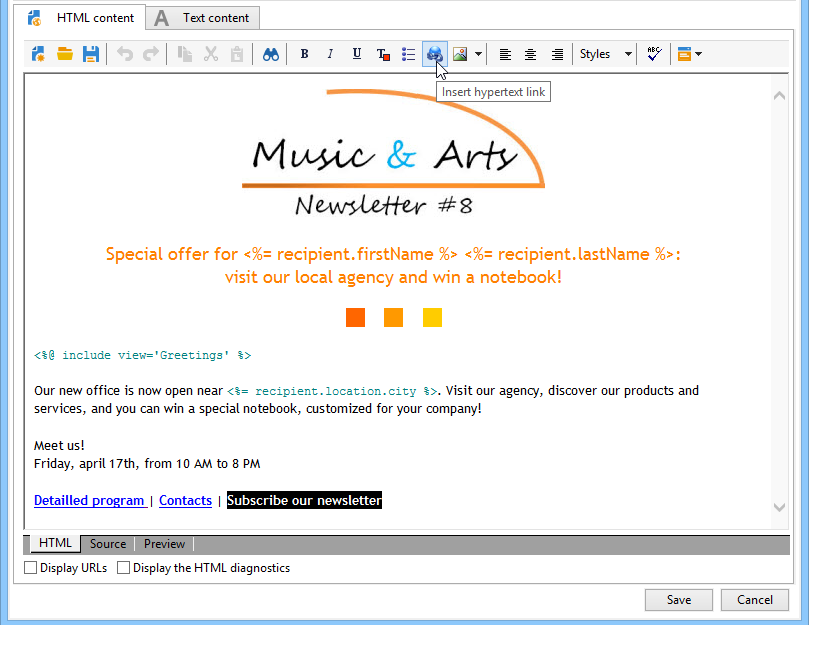 HTML content
A Text content
B I U T Styles ABC
Insert hypertext link
Music & Arts
Newsletter #8
Special offer for <%= recipient.firstName %> <%= recipient.lastName %>:
visit our local agency and win a notebook!
<%@ include view='Greetings' %>
Our new office is now open near <%= recipient.location.city %>. Visit our agency, discover our products and
services, and you can win a special notebook, customized for your company!
Meet us!
Friday, april 17th, from 10 AM to 8 PM
Detailled program | Contacts | Subscribe our newsletter
HTML Source Preview
Display URLs Display the HTML diagnostics
Save Cancel